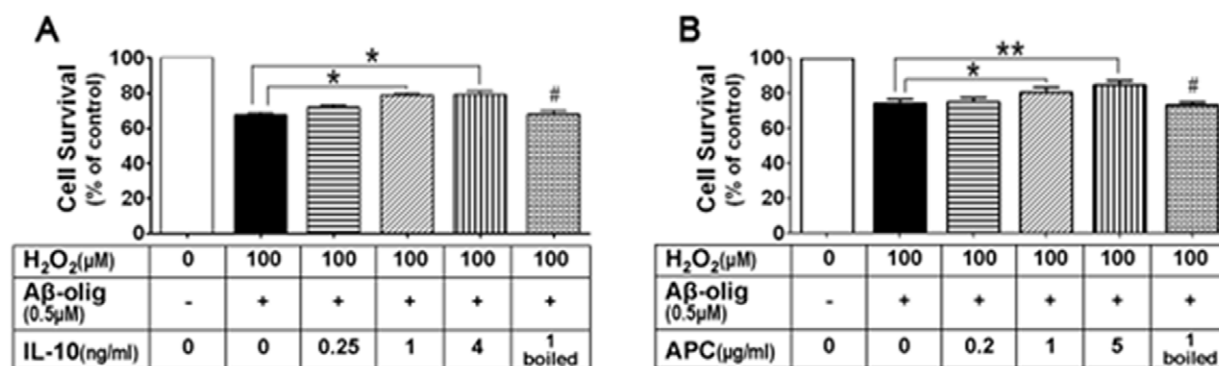 A
Cell Survival
(% of control)
100
80
60
40
20
0
*
*
#
H₂O₂(μM) 0 100 100 100 100 100
Aβ-olig
(0.5μM) - + + + + +
IL-10(ng/ml) 0 0 0.25 1 4 1
boiled
B
Cell Survival
(% of control)
100
80
60
40
20
0
**
*
#
H₂O₂(μM) 0 100 100 100 100 100
Aβ-olig
(0.5μM) - + + + + +
APC(μg/ml) 0 0 0.2 1 5 1
boiled